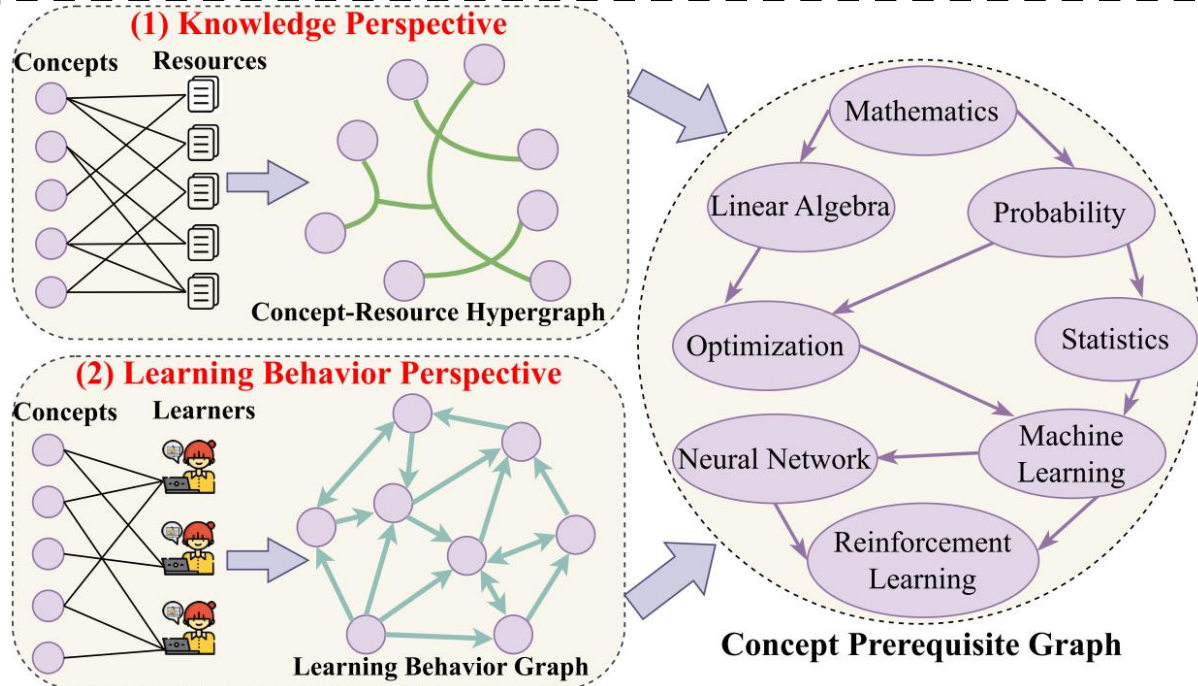 (1) Knowledge Perspective
Concepts
Resources
Concept-Resource Hypergraph
(2) Learning Behavior Perspective
Concepts
Learners
Learning Behavior Graph
Mathematics
Linear Algebra
Probability
Optimization
Statistics
Neural Network
Machine
Learning
Reinforcement
Learning
Concept Prerequisite Graph